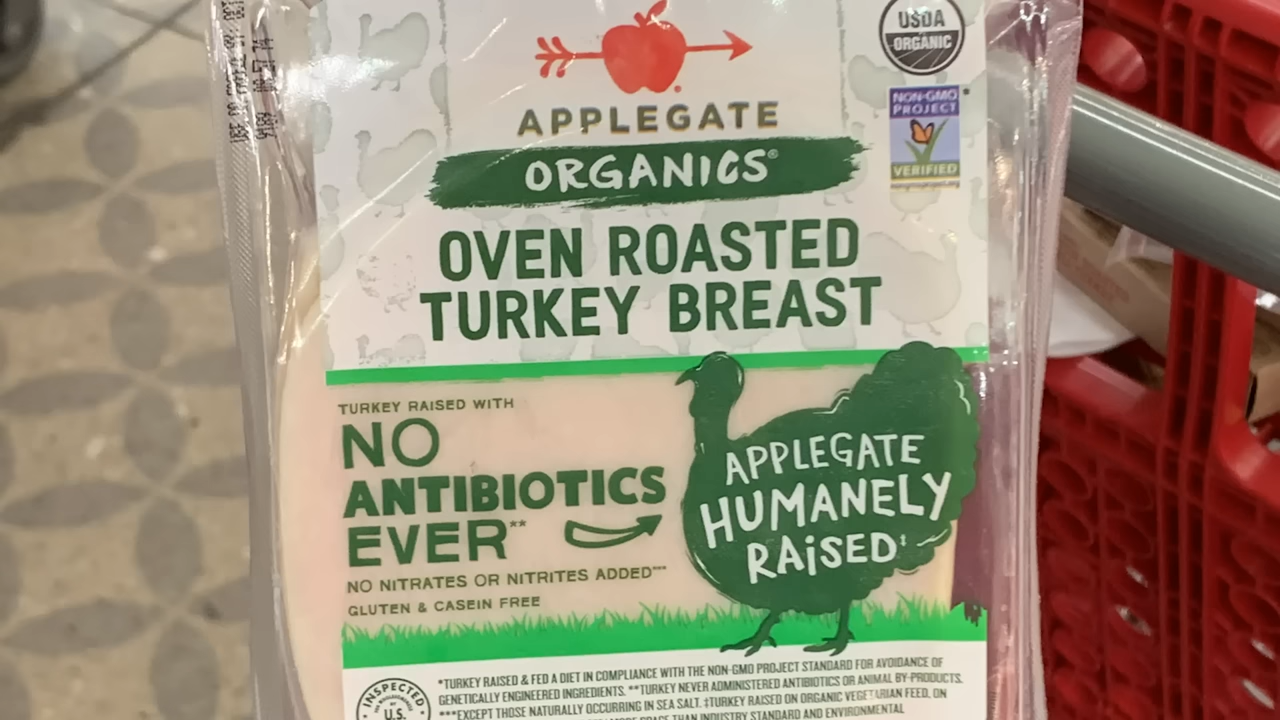 APPLEGATE
ORGANICS®
OVEN ROASTED
TURKEY BREAST
USDA
ORGANIC
NON-GMO
PROJECT
VERIFIED
nongmoproject.org
TURKEY RAISED WITH
NO
ANTIBIOTICS
EVER**
NO NITRATES OR NITRITES ADDED***
GLUTEN & CASEIN FREE
APPLEGATE
HUMANELY
RAISED‡
*TURKEY RAISED & FED A DIET IN COMPLIANCE WITH THE NON-GMO PROJECT STANDARD FOR AVOIDANCE OF
GENETICALLY ENGINEERED INGREDIENTS. **TURKEY NEVER ADMINISTERED ANTIBIOTICS OR ANIMAL BY-PRODUCTS.
***EXCEPT THOSE NATURALLY OCCURRING IN SEA SALT. ‡TURKEY RAISED ON ORGANIC VEGETARIAN FEED, ON
SPACE THAN INDUSTRY STANDARD AND ENVIRONMENTAL
INSPECTED
U.S.